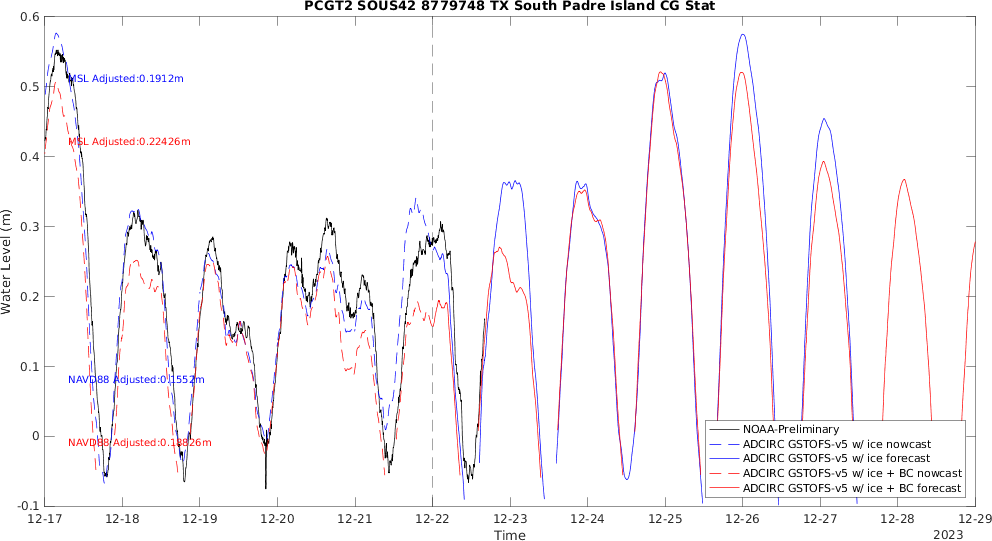 PCGT2 SOUS42 8779748 TX South Padre Island CG Stat
0.6
0.5
0.4
0.3
0.2
0.1
0
-0.1
Water Level (m)
MSL Adjusted:0.1912m
MSL Adjusted:0.22426m
NAVD88 Adjusted:0.1552m
NAVD88 Adjusted:0.18826m
NOAA-Preliminary
ADCIRC GSTOFS-v5 w/ ice nowcast
ADCIRC GSTOFS-v5 w/ ice forecast
ADCIRC GSTOFS-v5 w/ ice + BC nowcast
ADCIRC GSTOFS-v5 w/ ice + BC forecast
12-17 12-18 12-19 12-20 12-21 12-22 12-23 12-24 12-25 12-26 12-27 12-28 12-29
Time
2023